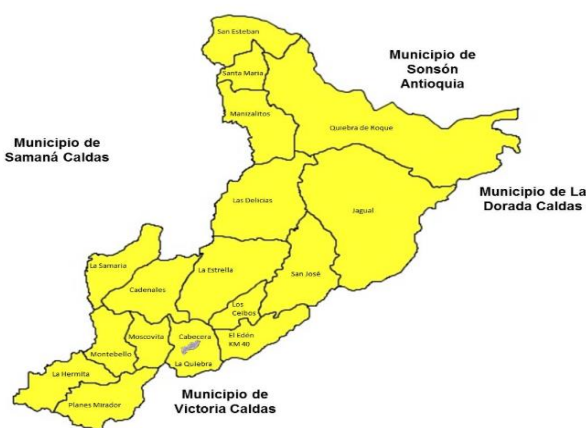 San Esteban
Municipio de
Sonsón
Antioquia
Santa Maria
Manizalitos
Quiebra de Roque
Municipio de
Samaná Caldas
Municipio de La
Dorada Caldas
Las Delicias
Jagual
La Samaria
La Estrella
San José
Cadenales
Los
Ceibos
Moscovita
Cabecera
El Edén
KM 40
Montebello
La Quiebra
La Hermita
Planes Mirador
Municipio de
Victoria Caldas